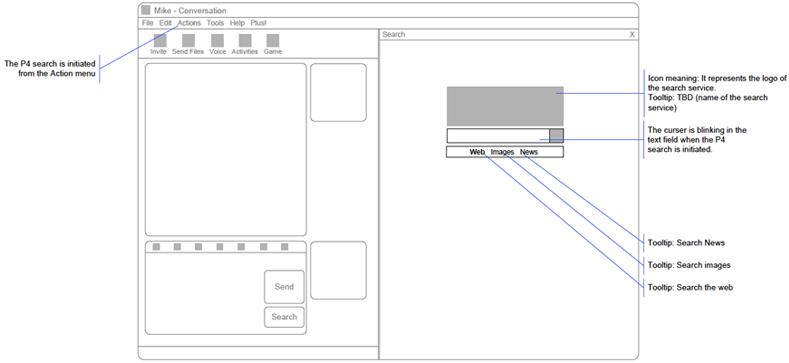 Mike - Conversation
File Edit Actions Tools Help Plus!
Invite Send Files Voice Activities Game
Search X
The P4 search is initiated
from the Action menu
Icon meaning: It represents the logo of
the search service.
Tooltip: TBD (name of the search
service)
The curser is blinking in the
text field when the P4
search is initiated.
Web Images News
Tooltip: Search News
Tooltip: Search images
Tooltip: Search the web
Send
Search